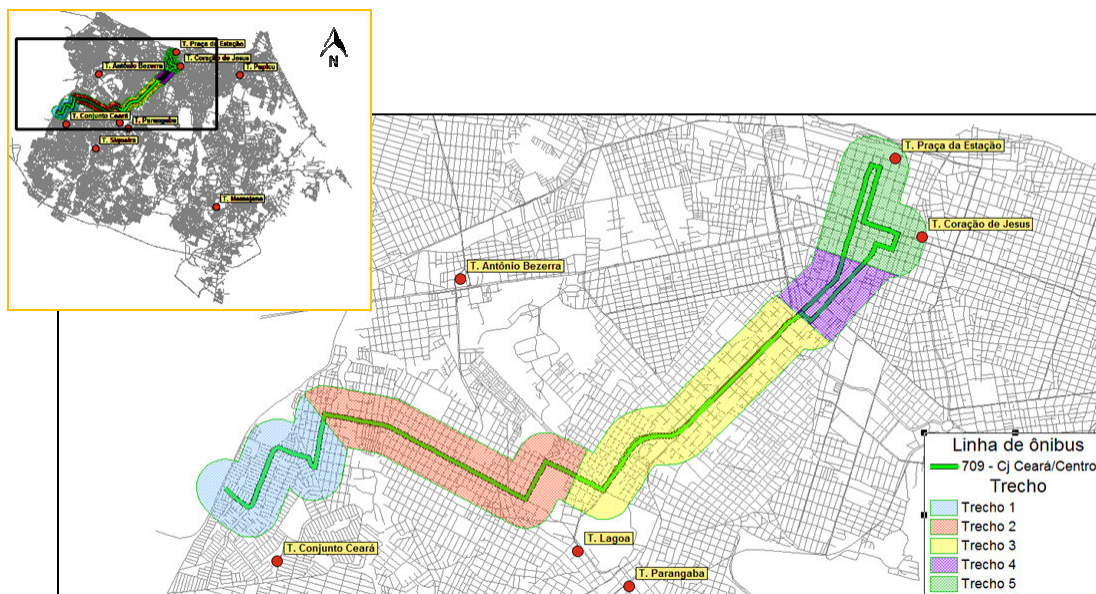 T. Praça da Estação
T. Coração de Jesus
T. Antônio Bezerra
T. Papicu
T. Conjunto Ceará
T. Parangaba
T. Siqueira
T. Messejana
N
T. Praça da Estação
T. Coração de Jesus
T. Antônio Bezerra
T. Conjunto Ceará
T. Lagoa
T. Parangaba
Linha de ônibus
709 - Cj Ceará/Centro
Trecho
Trecho 1
Trecho 2
Trecho 3
Trecho 4
Trecho 5